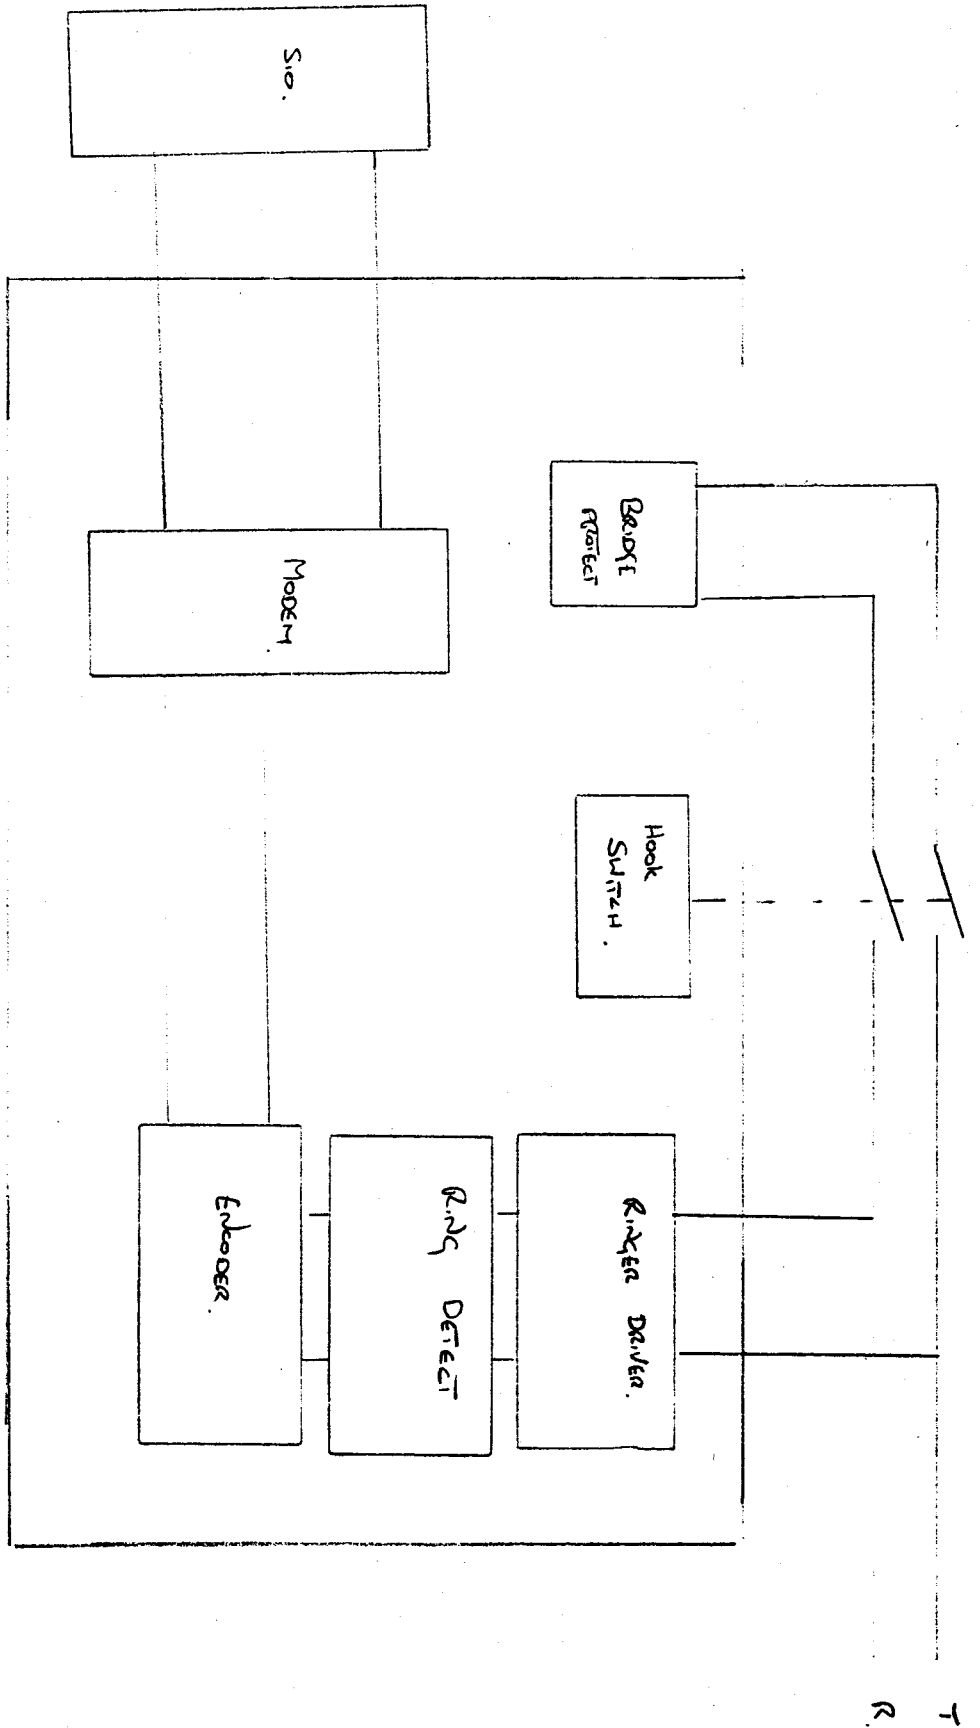 T
R.
BRIDGE
PROTECT
HOOK
SWITCH.
RINGER DRIVER.
RING DETECT
ENCODER.
MODEM.
S.O.